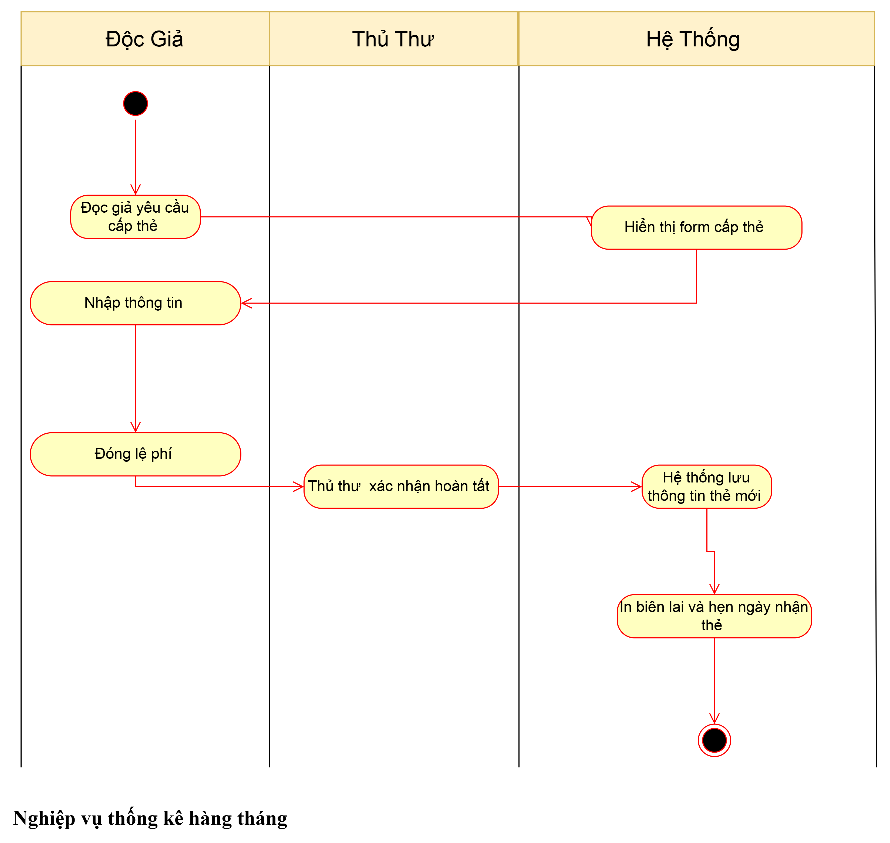 Độc Giả
Thủ Thư
Hệ Thống
Đọc giả yêu cầu
cấp thẻ
Hiển thị form cấp thẻ
Nhập thông tin
Đóng lệ phí
Thủ thư xác nhận hoàn tất
Hệ thống lưu
thông tin thẻ mới
In biên lai và hẹn ngày nhận
thẻ
Nghiệp vụ thống kê hàng tháng